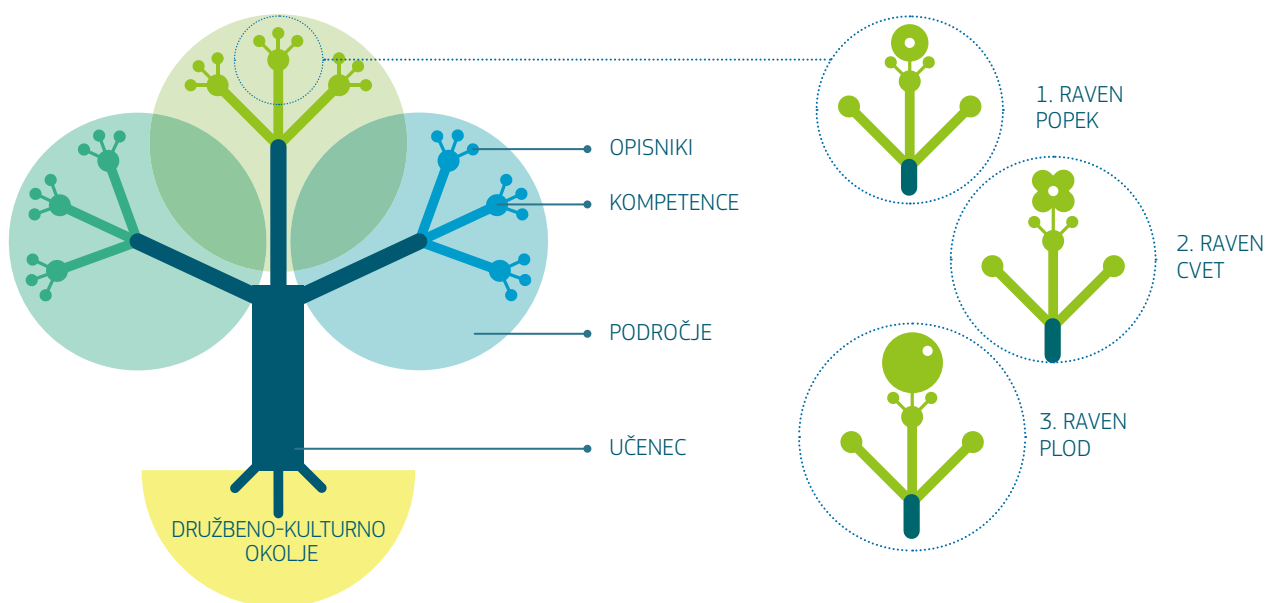 OPISNIKI
KOMPETENCE
PODROČJE
UČENEC
DRUŽBENO-KULTURNO
OKOLJE
1. RAVEN
POPEK
2. RAVEN
CVET
3. RAVEN
PLOD